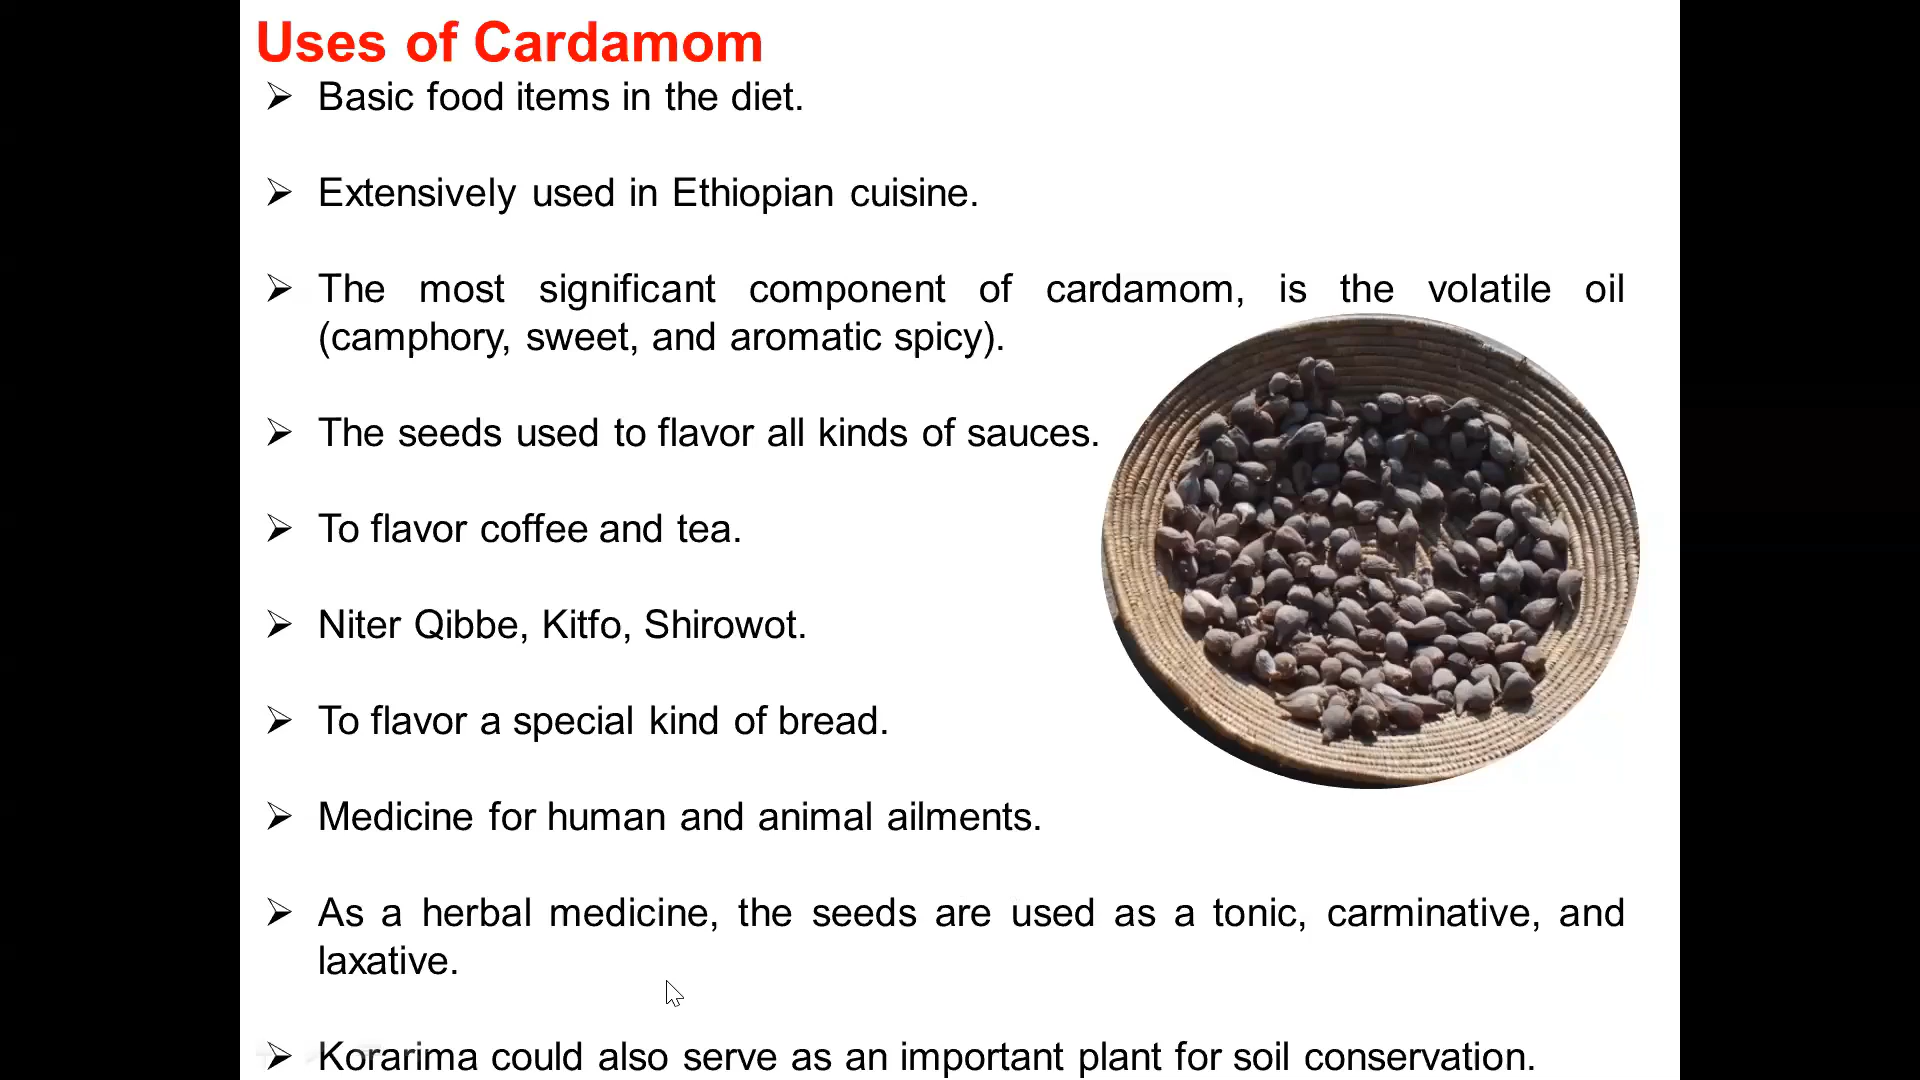 Uses of Cardamom
➢ Basic food items in the diet.
➢ Extensively used in Ethiopian cuisine.
➢ The most significant component of cardamom, is the volatile oil
(camphory, sweet, and aromatic spicy).
➢ The seeds used to flavor all kinds of sauces.
➢ To flavor coffee and tea.
➢ Niter Qibbe, Kitfo, Shirowot.
➢ To flavor a special kind of bread.
➢ Medicine for human and animal ailments.
➢ As a herbal medicine, the seeds are used as a tonic, carminative, and
laxative.
➢ Korarima could also serve as an important plant for soil conservation.